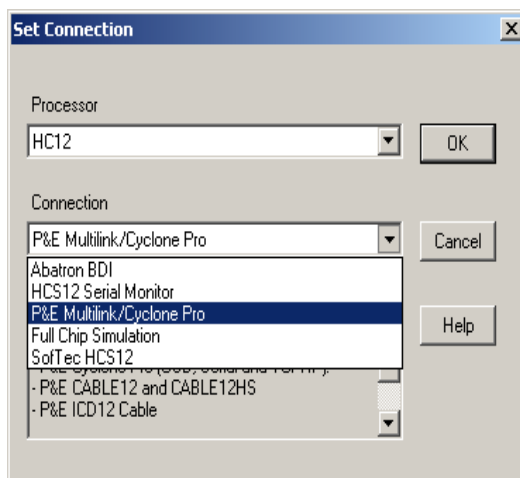 Set Connection
Processor
HC12
OK
Connection
P&E Multilink/Cyclone Pro
Cancel
Abatron BDI
HCS12 Serial Monitor
P&E Multilink/Cyclone Pro
Full Chip Simulation
SofTec HCS12
Help
- P&E CABLE12 and CABLE12HS
- P&E ICD12 Cable